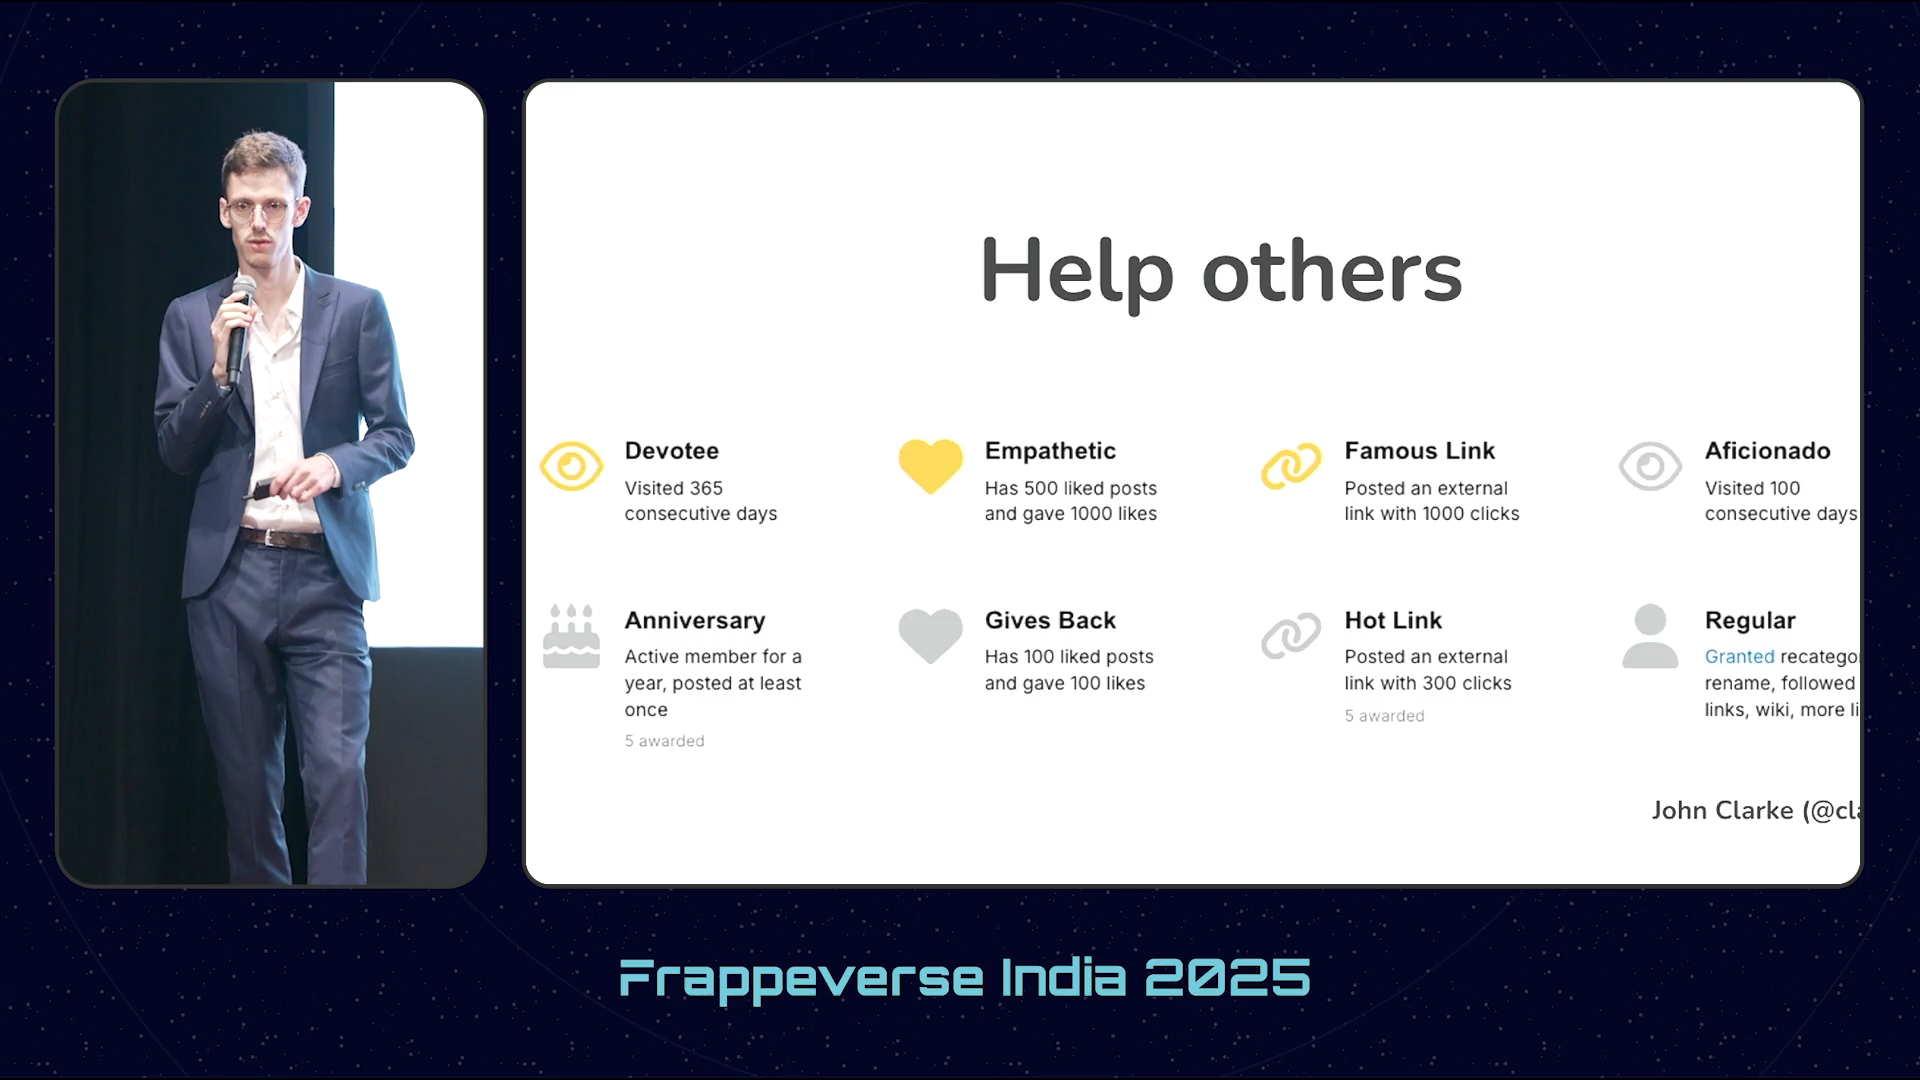 Help others
Devotee
Visited 365
consecutive days
Empathetic
Has 500 liked posts
and gave 1000 likes
Famous Link
Posted an external
link with 1000 clicks
Aficionado
Visited 100
consecutive days
Anniversary
Active member for a
year, posted at least
once
5 awarded
Gives Back
Has 100 liked posts
and gave 100 likes
Hot Link
Posted an external
link with 300 clicks
5 awarded
Regular
Granted
rename, followed
links, wiki, more
John Clarke
Frappeverse India 2025